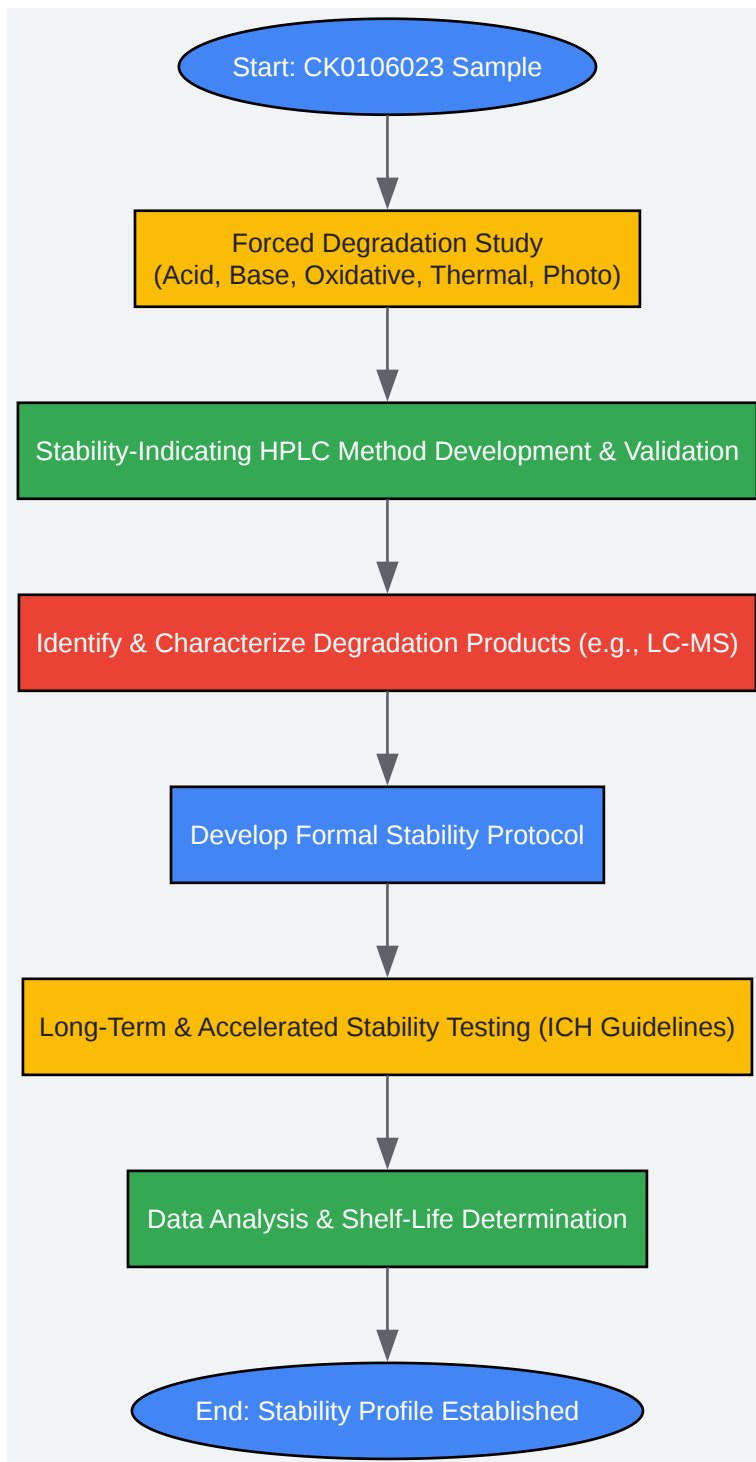 Start: CK0106023 Sample
Forced Degradation Study
(Acid, Base, Oxidative, Thermal, Photo)
Stability-Indicating HPLC Method Development & Validation
Identify & Characterize Degradation Products (e.g., LC-MS)
Develop Formal Stability Protocol
Long-Term & Accelerated Stability Testing (ICH Guidelines)
Data Analysis & Shelf-Life Determination
End: Stability Profile Established